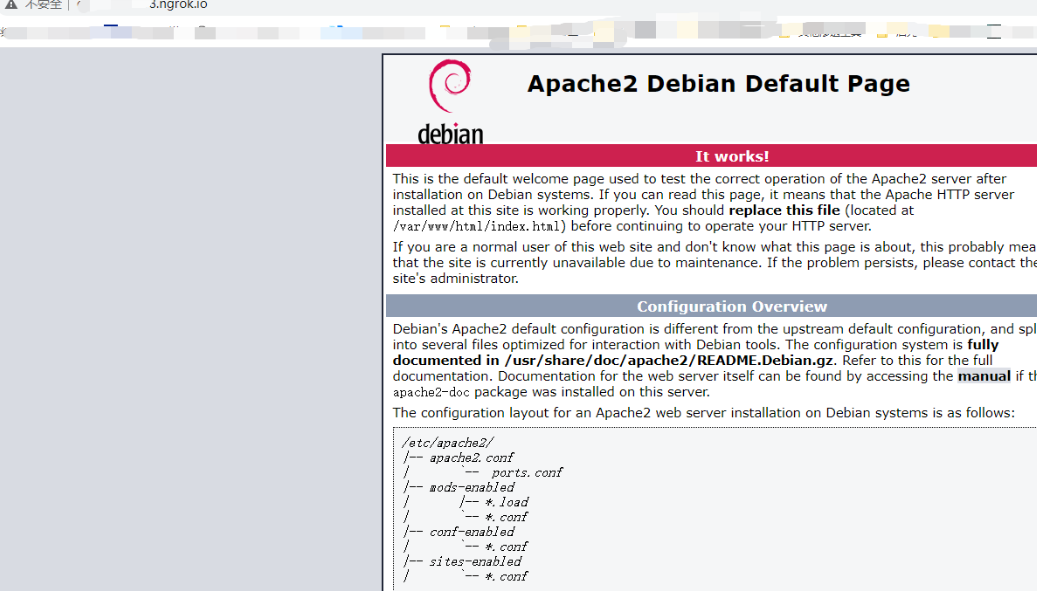 不安全
3.ngrok.io
debian
Apache2 Debian Default Page
It works!
This is the default welcome page used to test the correct operation of the Apache2 server after
installation on Debian systems. If you can read this page, it means that the Apache HTTP server
installed at this site is working properly. You should replace this file (located at
/var/www/html/index.html) before continuing to operate your HTTP server.
If you are a normal user of this web site and don't know what this page is about, this probably mea
that the site is currently unavailable due to maintenance. If the problem persists, please contact the
site's administrator.
Configuration Overview
Debian's Apache2 default configuration is different from the upstream default configuration, and spl
into several files optimized for interaction with Debian tools. The configuration system is fully
documented in /usr/share/doc/apache2/README.Debian.gz. Refer to this for the full
documentation. Documentation for the web server itself can be found by accessing the manual if th
apache2-doc package was installed on this server.
The configuration layout for an Apache2 web server installation on Debian systems is as follows:
/etc/apache2/
|-- apache2.conf
|       `--  ports.conf
|-- mods-enabled
|       |-- *.load
|       `-- *.conf
|-- conf-enabled
|       `-- *.conf
|-- sites-enabled
|       `-- *.conf